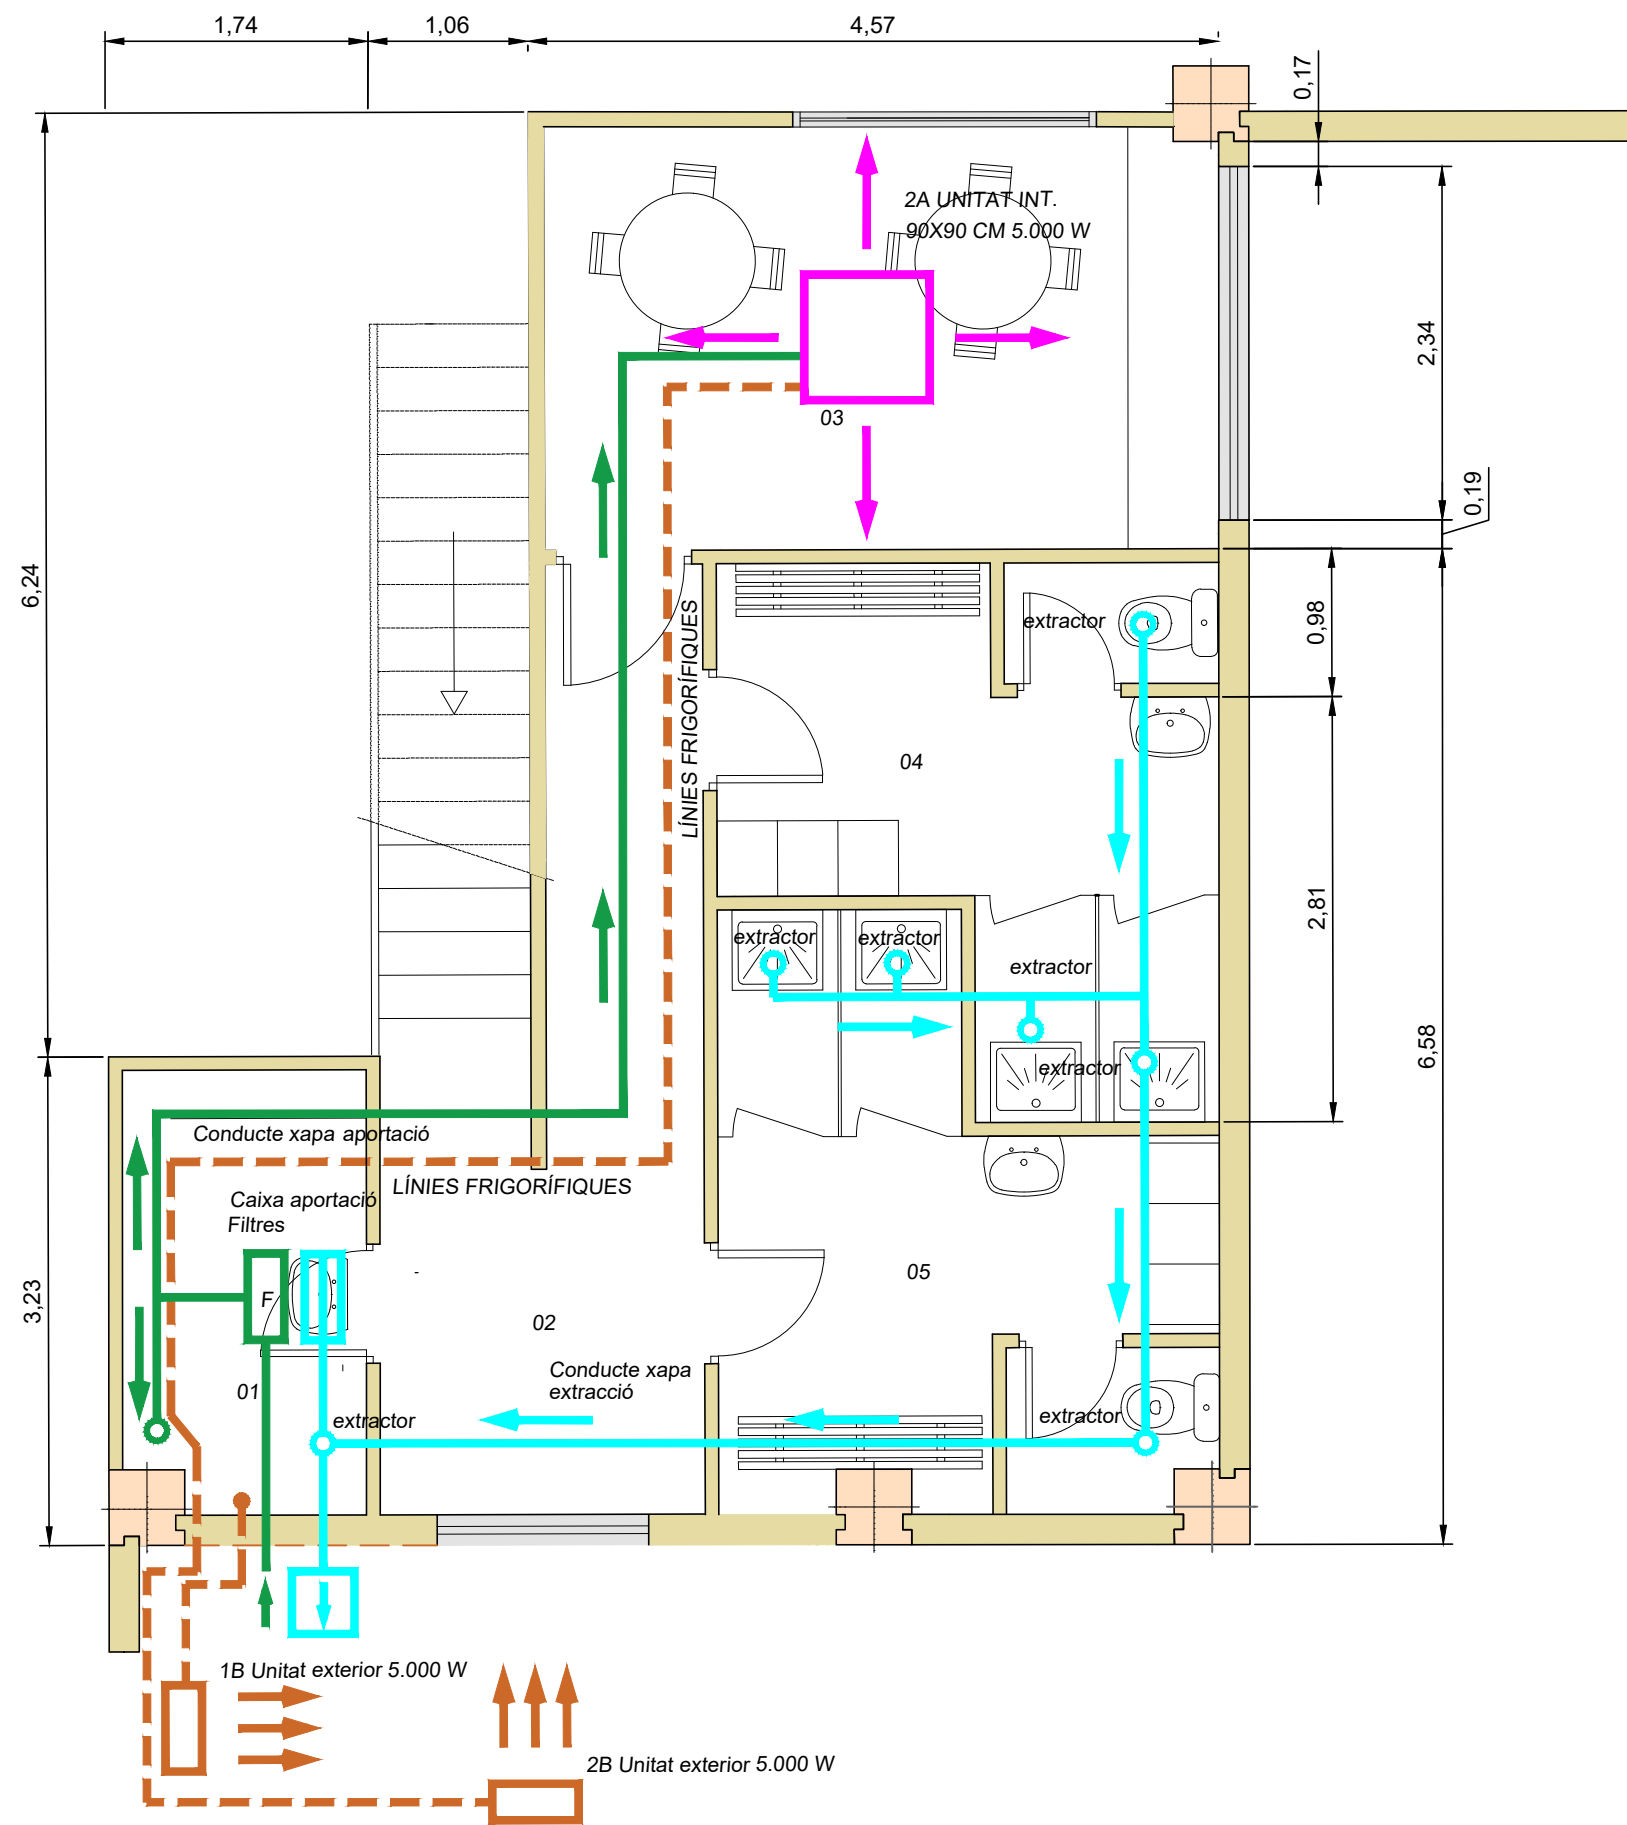 1,74
1,06
4,57
0,17
2A UNITAT INT.
90X90 CM 5.000 W
2,34
03
0,19
6,24
LÍNIES FRIGORÍFIQUES
extractor
0,98
04
2,81
extractor
extractor
extractor
6,58
extractor
Conducte xapa aportació
LÍNIES FRIGORÍFIQUES
Caixa aportació
Filtres
05
3,23
F
02
Conducte xapa
extracció
01
extractor
extractor
1B Unitat exterior 5.000 W
2B Unitat exterior 5.000 W